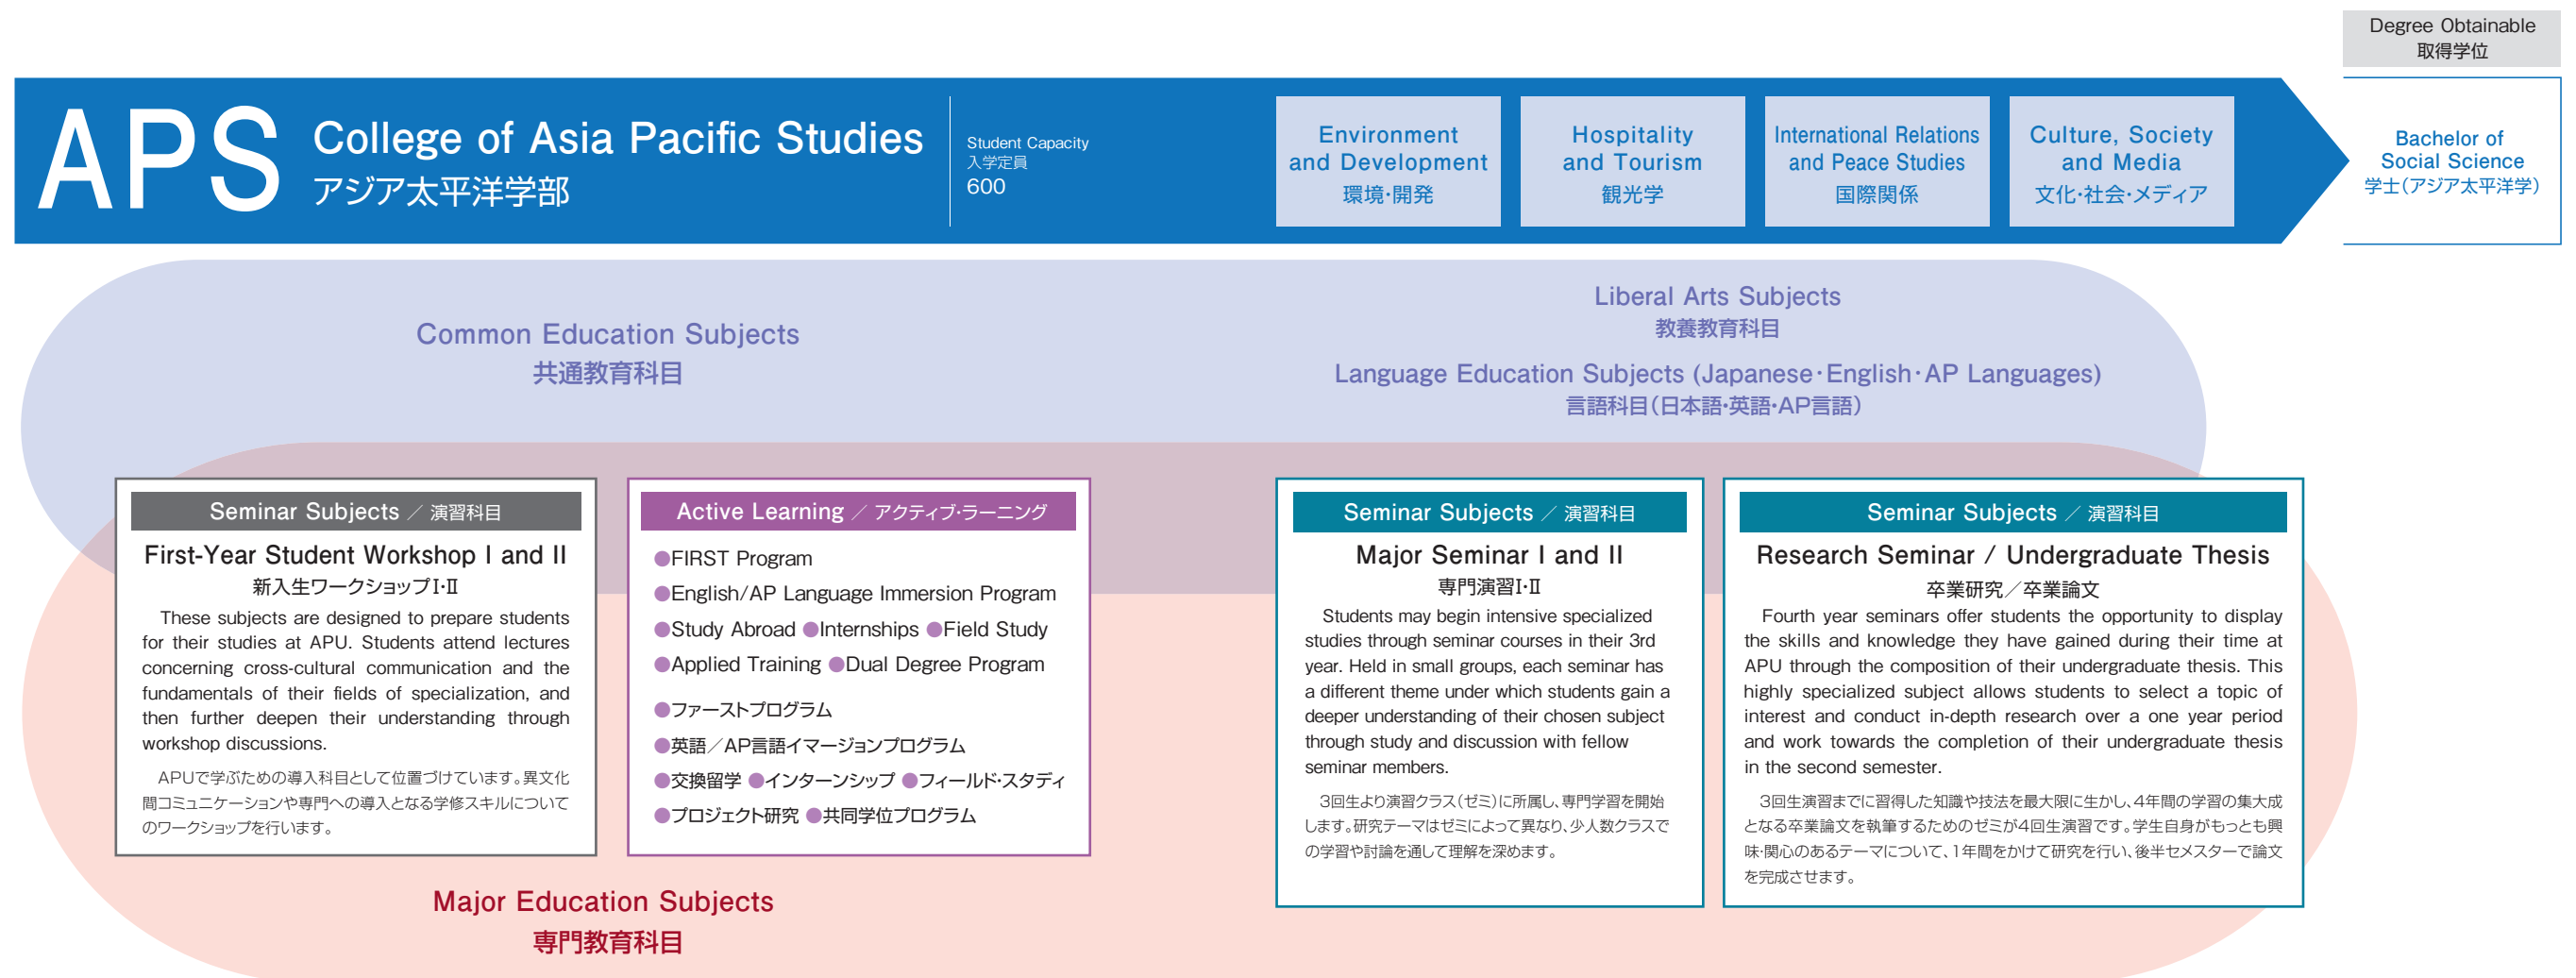 Degree Obtainable
取得学位
APS
College of Asia Pacific Studies
アジア太平洋学部
Student Capacity
入学定員
600
Environment
and Development
環境・開発
Hospitality
and Tourism
観光学
International Relations
and Peace Studies
国際関係
Culture, Society
and Media
文化・社会・メディア
Bachelor of
Social Science
学士（アジア太平洋学）
Common Education Subjects
共通教育科目
Liberal Arts Subjects
教養教育科目
Language Education Subjects (Japanese・English・AP Languages)
言語科目（日本語・英語・AP言語）
Seminar Subjects ／ 演習科目
First-Year Student Workshop I and II
新入生ワークショップI・II
These subjects are designed to prepare students
for their studies at APU. Students attend lectures
concerning cross-cultural communication and the
fundamentals of their fields of specialization, and
then further deepen their understanding through
workshop discussions.
APUで学ぶための導入科目として位置づけています。異文化
間コミュニケーションや専門への導入となる学修スキルについて
のワークショップを行います。
Active Learning ／ アクティブ・ラーニング
●FIRST Program
●English/AP Language Immersion Program
●Study Abroad ●Internships ●Field Study
●Applied Training ●Dual Degree Program
●ファーストプログラム
●英語／AP言語イマージョンプログラム
●交換留学 ●インターンシップ ●フィールド・スタディ
●プロジェクト研究 ●共同学位プログラム
Seminar Subjects ／ 演習科目
Major Seminar I and II
専門演習I・II
Students may begin intensive specialized
studies through seminar courses in their 3rd
year. Held in small groups, each seminar has
a different theme under which students gain a
deeper understanding of their chosen subject
through study and discussion with fellow
seminar members.
3回生より演習クラス（ゼミ）に所属し、専門学習を開始
します。研究テーマはゼミによって異なり、少人数クラスで
の学習や討論を通して理解を深めます。
Seminar Subjects ／ 演習科目
Research Seminar / Undergraduate Thesis
卒業研究／卒業論文
Fourth year seminars offer students the opportunity to display
the skills and knowledge they have gained during their time at
APU through the composition of their undergraduate thesis. This
highly specialized subject allows students to select a topic of
interest and conduct in-depth research over a one year period
and work towards the completion of their undergraduate thesis
in the second semester.
3回生演習までに習得した知識や技法を最大限に生かし、4年間の学習の集大成
となる卒業論文を執筆するためのゼミが4回生演習です。学生自身がもっとも興
味・関心のあるテーマについて、1年間をかけて研究を行い、後半セメスターで論文
を完成させます。
Major Education Subjects
専門教育科目